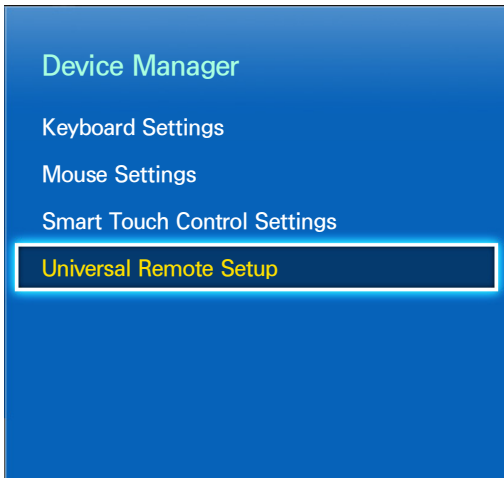 Device Manager
Keyboard Settings
Mouse Settings
Smart Touch Control Settings
Universal Remote Setup